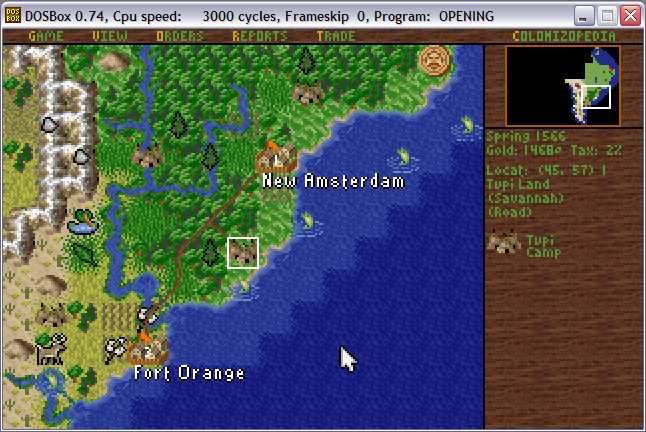 DOSBox 0.74, Cpu speed: 3000 cycles, Frameskip 0, Program: OPENING
GAME VIEW ORDERS REPORTS TRADE COLONIZOPEDIA
Spring 1566
Gold: 1468 Tax: 2%
Locat: (45, 57) 1
Tupi Land
(Savannah)
(Road)
Tupi
Camp
New Amsterdam
Fort Orange